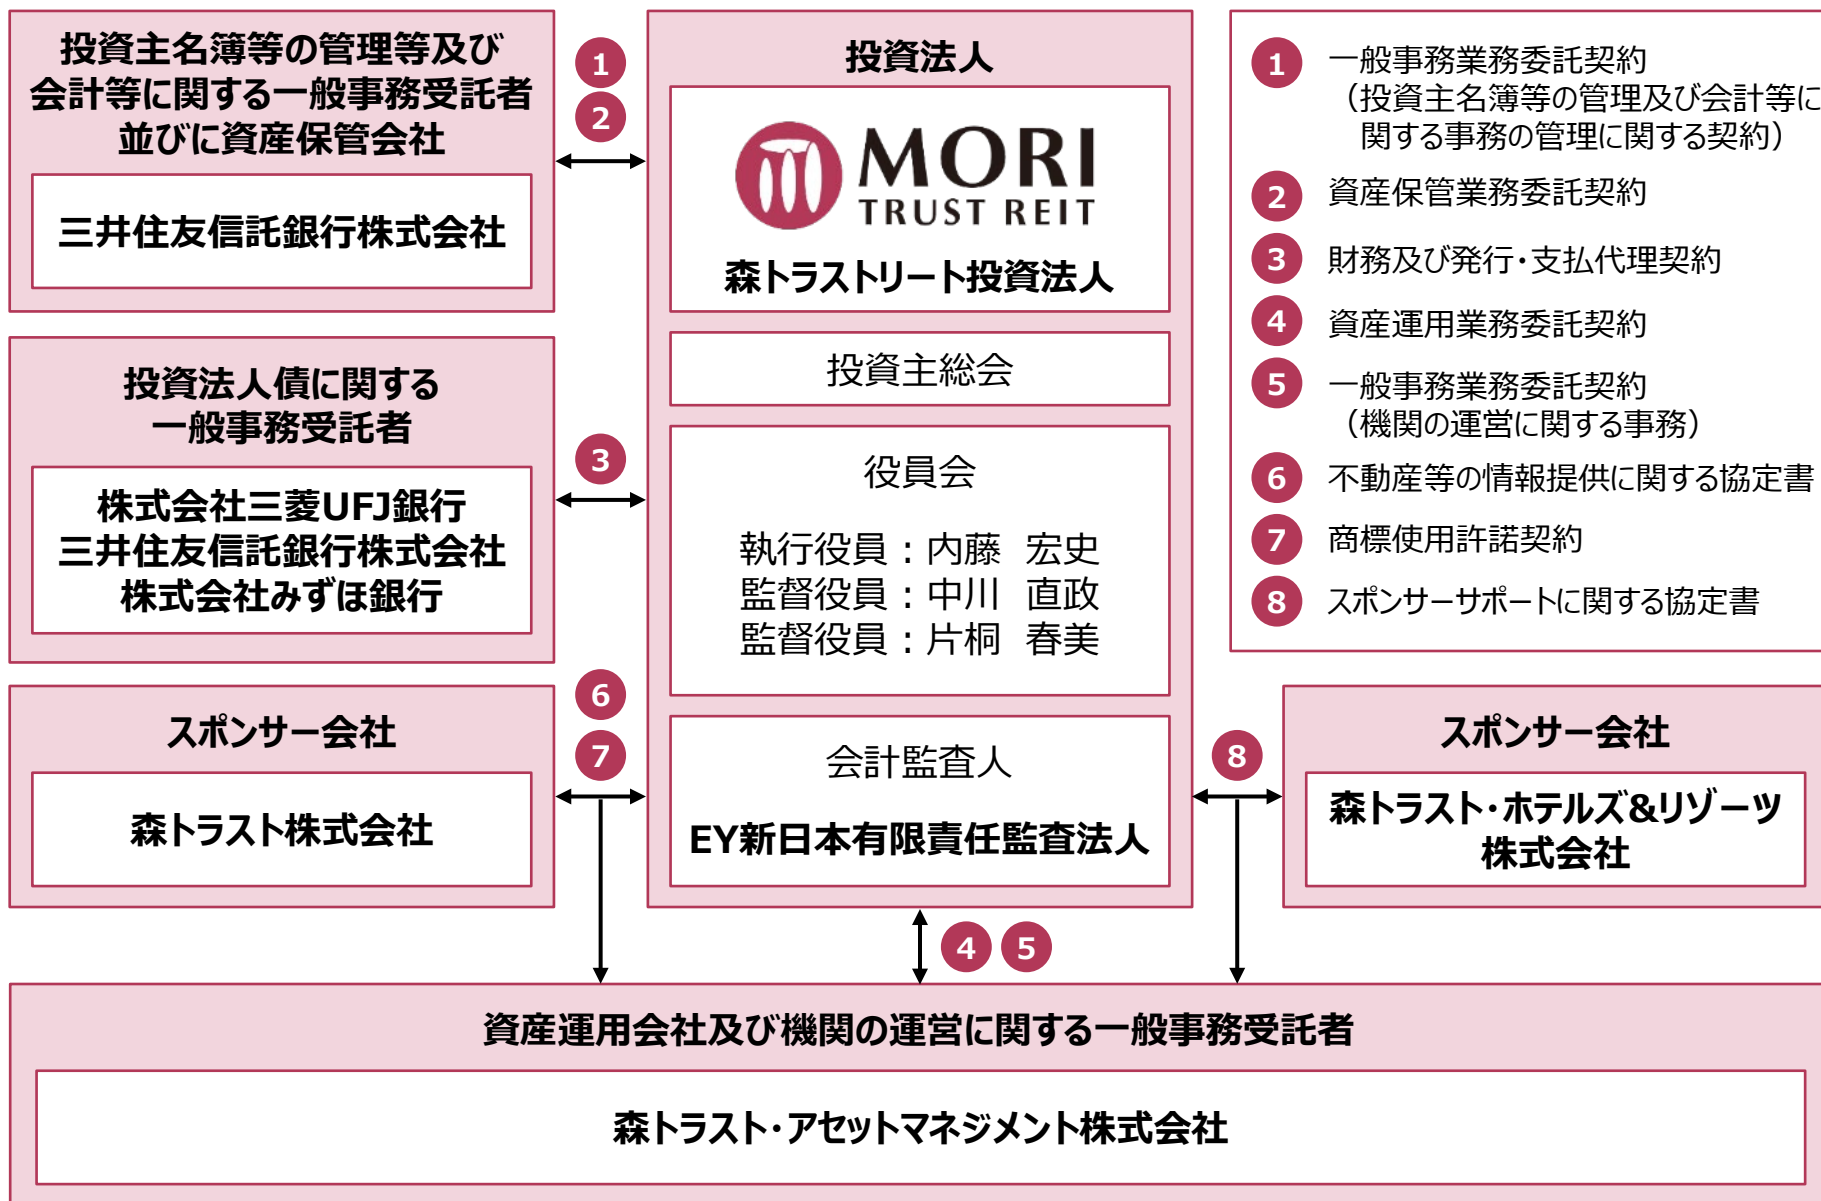 投資主名簿等の管理等及び
会計等に関する一般事務受託者
並びに資産保管会社
三井住友信託銀行株式会社
1
2
投資法人債に関する
一般事務受託者
株式会社三菱UFJ銀行
三井住友信託銀行株式会社
株式会社みずほ銀行
3
スポンサー会社
森トラスト株式会社
6
7
投資法人
MORI
TRUST REIT
森トラストリート投資法人
投資主総会
役員会
執行役員：内藤 宏史
監督役員：中川 直政
監督役員：片桐 春美
会計監査人
EY新日本有限責任監査法人
1 一般事務業務委託契約
（投資主名簿等の管理及び会計等に
関する事務の管理に関する契約）
2 資産保管業務委託契約
3 財務及び発行・支払代理契約
4 資産運用業務委託契約
5 一般事務業務委託契約
（機関の運営に関する事務）
6 不動産等の情報提供に関する協定書
7 商標使用許諾契約
8 スポンサーサポートに関する協定書
8
スポンサー会社
森トラスト・ホテルズ&リゾーツ
株式会社
4 5
資産運用会社及び機関の運営に関する一般事務受託者
森トラスト・アセットマネジメント株式会社